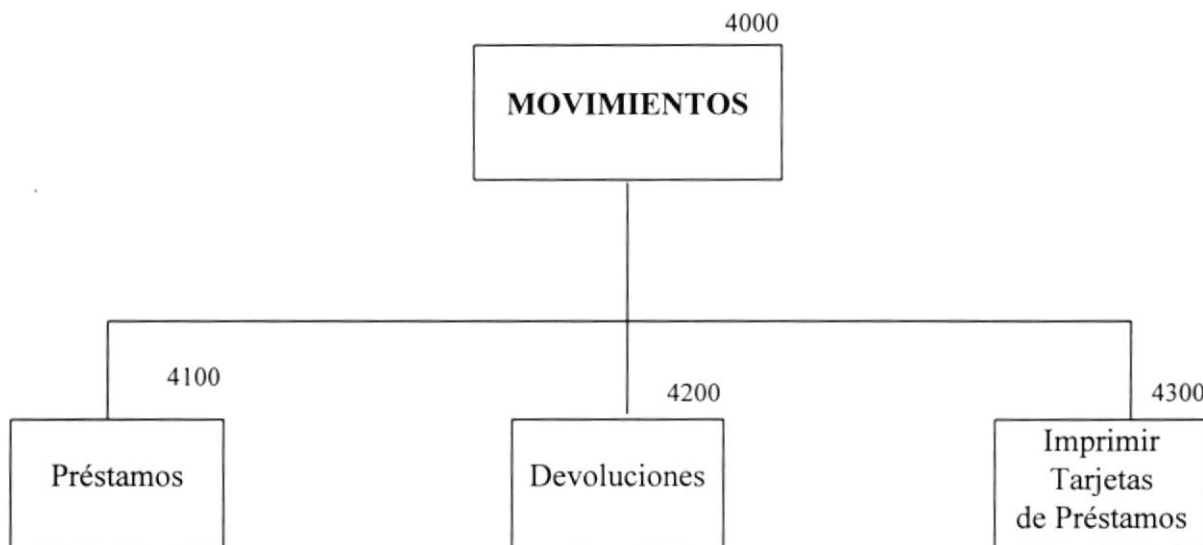 4000
MOVIMIENTOS
4100
4200
4300
Préstamos
Devoluciones
Imprimir
Tarjetas
de Préstamos